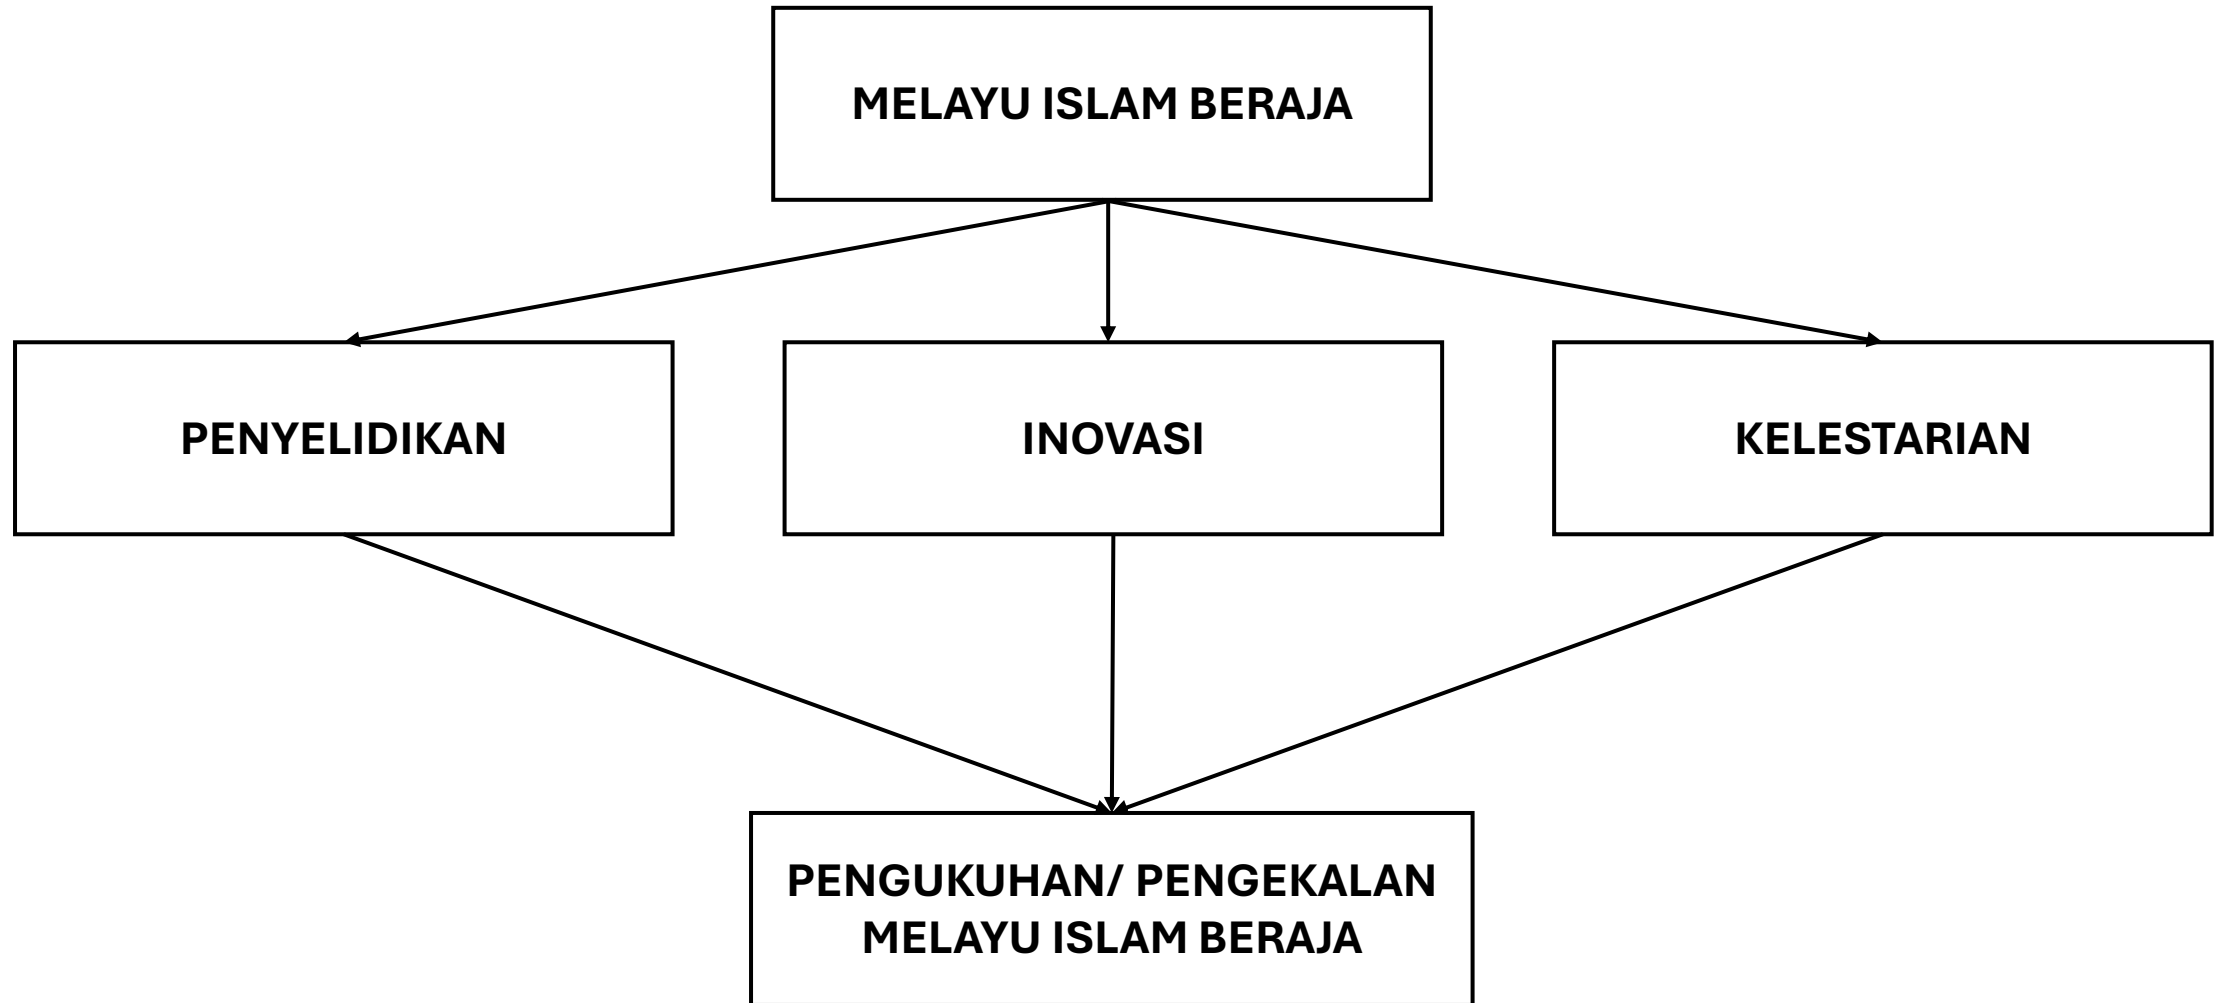 MELAYU ISLAM BERAJA
PENYELIDIKAN
INOVASI
KELESTARIAN
PENGUKUHAN/ PENGEKALAN
MELAYU ISLAM BERAJA